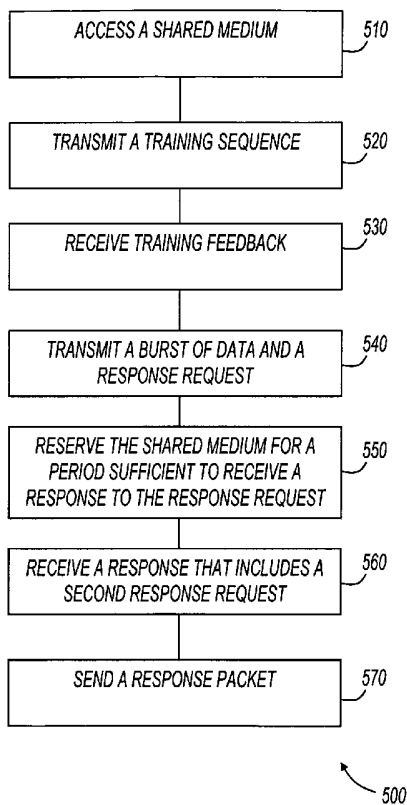 ACCESS A SHARED MEDIUM
510
TRANSMIT A TRAINING SEQUENCE
520
RECEIVE TRAINING FEEDBACK
530
TRANSMIT A BURST OF DATA AND A
RESPONSE REQUEST
540
RESERVE THE SHARED MEDIUM FOR A
PERIOD SUFFICIENT TO RECEIVE A
RESPONSE TO THE RESPONSE REQUEST
550
RECEIVE A RESPONSE THAT INCLUDES A
SECOND RESPONSE REQUEST
560
SEND A RESPONSE PACKET
570
500